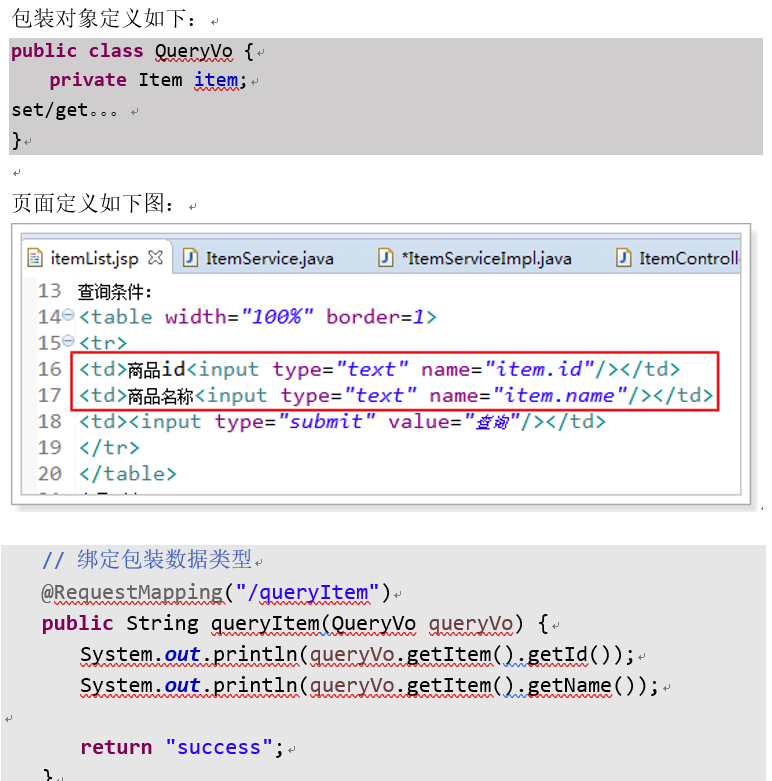 包装对象定义如下：
public class QueryVo {
private Item item;
set/get。。。
}
页面定义如下图：
itemList.jsp ItemService.java *ItemServiceImpl.java ItemControll
13 查询条件:
14 <table width="100%" border=1>
15 <tr>
16 <td>商品id<input type="text" name="item.id"/></td>
17 <td>商品名称<input type="text" name="item.name"/></td>
18 <td><input type="submit" value="查询"/></td>
19 </tr>
20 </table>
// 绑定包装数据类型
@RequestMapping("/queryItem")
public String queryItem(QueryVo queryVo) {
System.out.println(queryVo.getItem().getId());
System.out.println(queryVo.getItem().getName());
return "success";
}